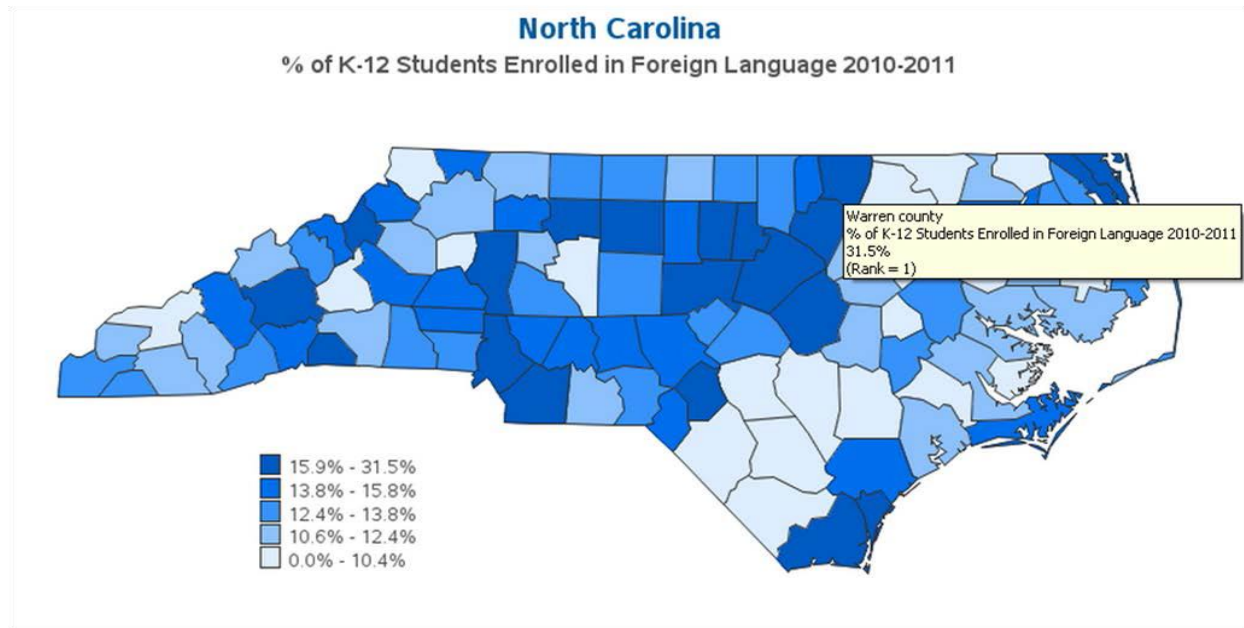 North Carolina
% of K-12 Students Enrolled in Foreign Language 2010-2011
Warren county
% of K-12 Students Enrolled in Foreign Language 2010-2011
31.5%
(Rank = 1)
15.9% - 31.5%
13.8% - 15.8%
12.4% - 13.8%
10.6% - 12.4%
0.0% - 10.4%